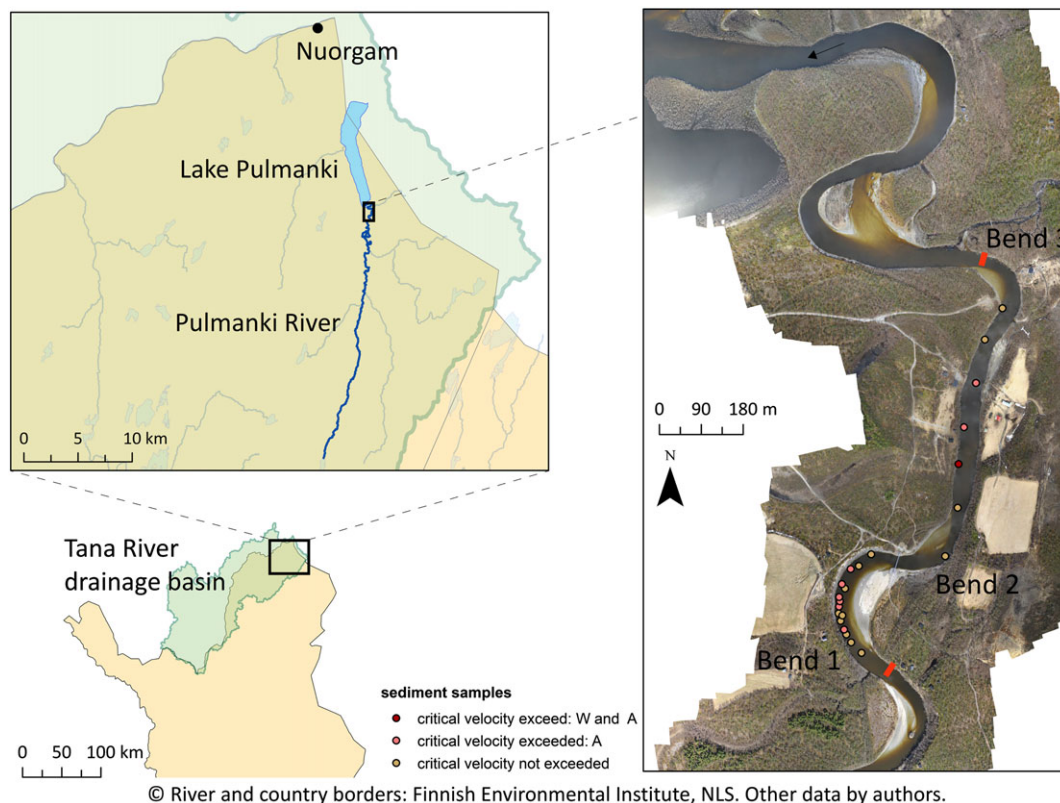 Nuorgam
Lake Pulmanki
Pulmanki River
0 5 10 km
Tana River
drainage basin
0 50 100 km
Bend 3
0 90 180 m
N
Bend 2
Bend 1
sediment samples
critical velocity exceed: W and A
critical velocity exceeded: A
critical velocity not exceeded
© River and country borders: Finnish Environmental Institute, NLS. Other data by authors.